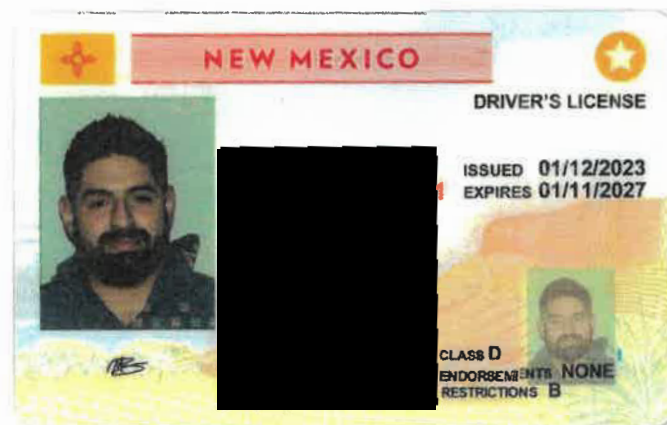 NEW MEXICO
DRIVER'S LICENSE
ISSUED 01/12/2023
EXPIRES 01/11/2027
CLASS D
ENDORSEMENTS NONE
RESTRICTIONS B